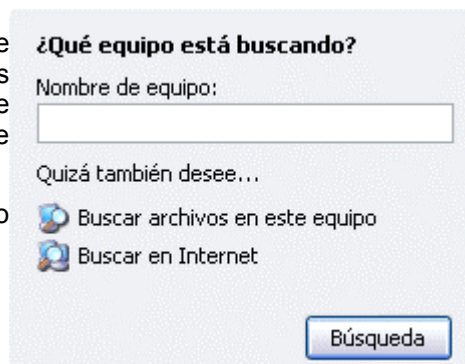 ¿Qué equipo está buscando?
Nombre de equipo:
Quizá también desee...
Buscar archivos en este equipo
Buscar en Internet
Búsqueda